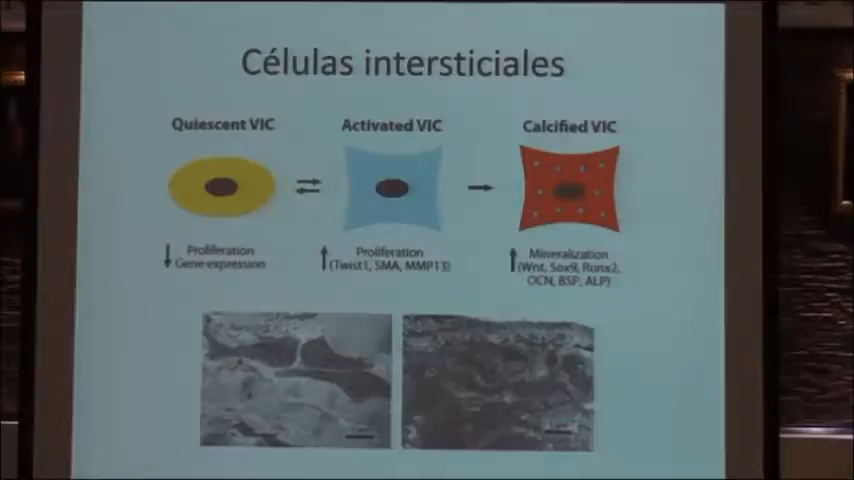 Células intersticiales
Quiescent VIC
Activated VIC
Calcified VIC
Proliferation
Gene expression
Proliferation
(Twist1, SMA, MMP13)
Mineralization
(Wnt, Sox9, Runx2,
OCN, BSP, ALP)